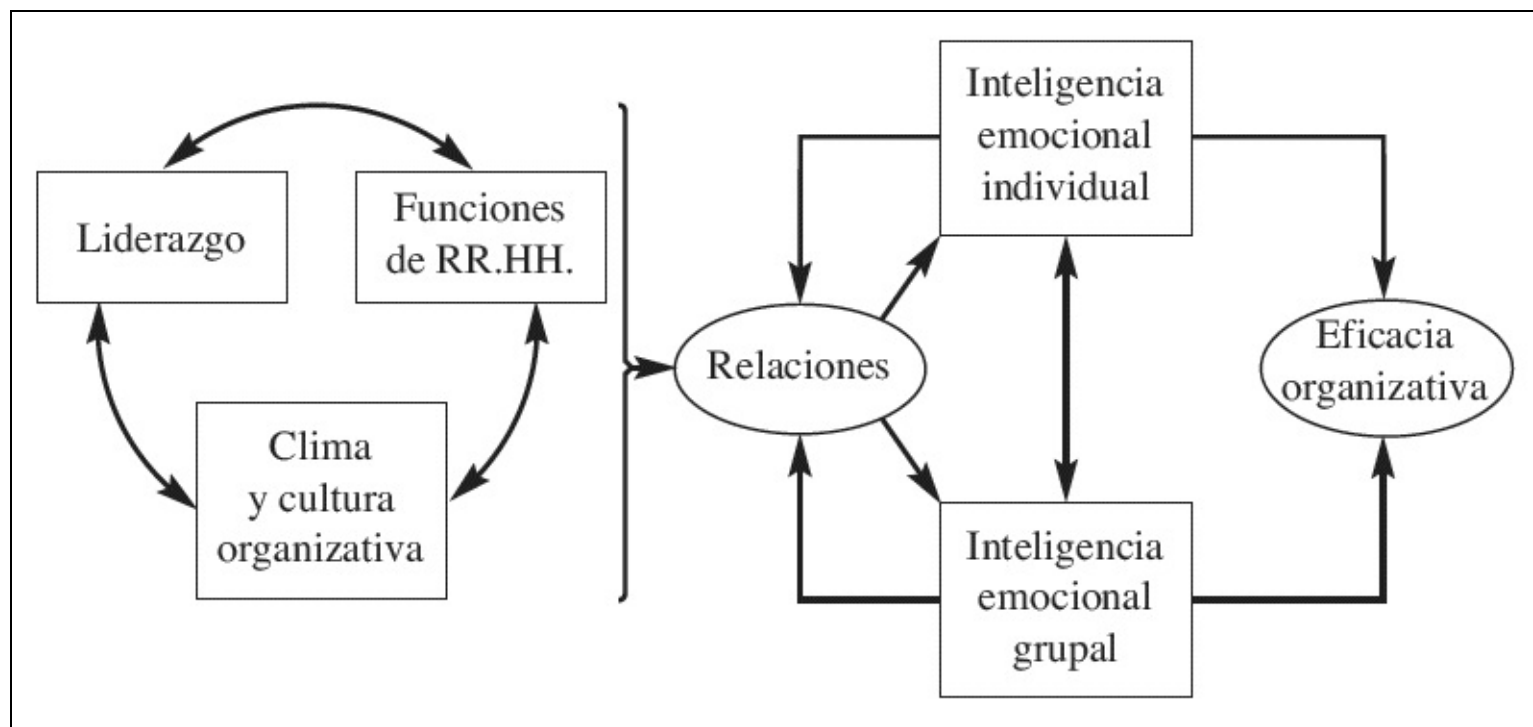 Liderazgo
Funciones
de RR.HH.
Clima
y cultura
organizativa
Relaciones
Inteligencia
emocional
individual
Inteligencia
emocional
grupal
Eficacia
organizativa